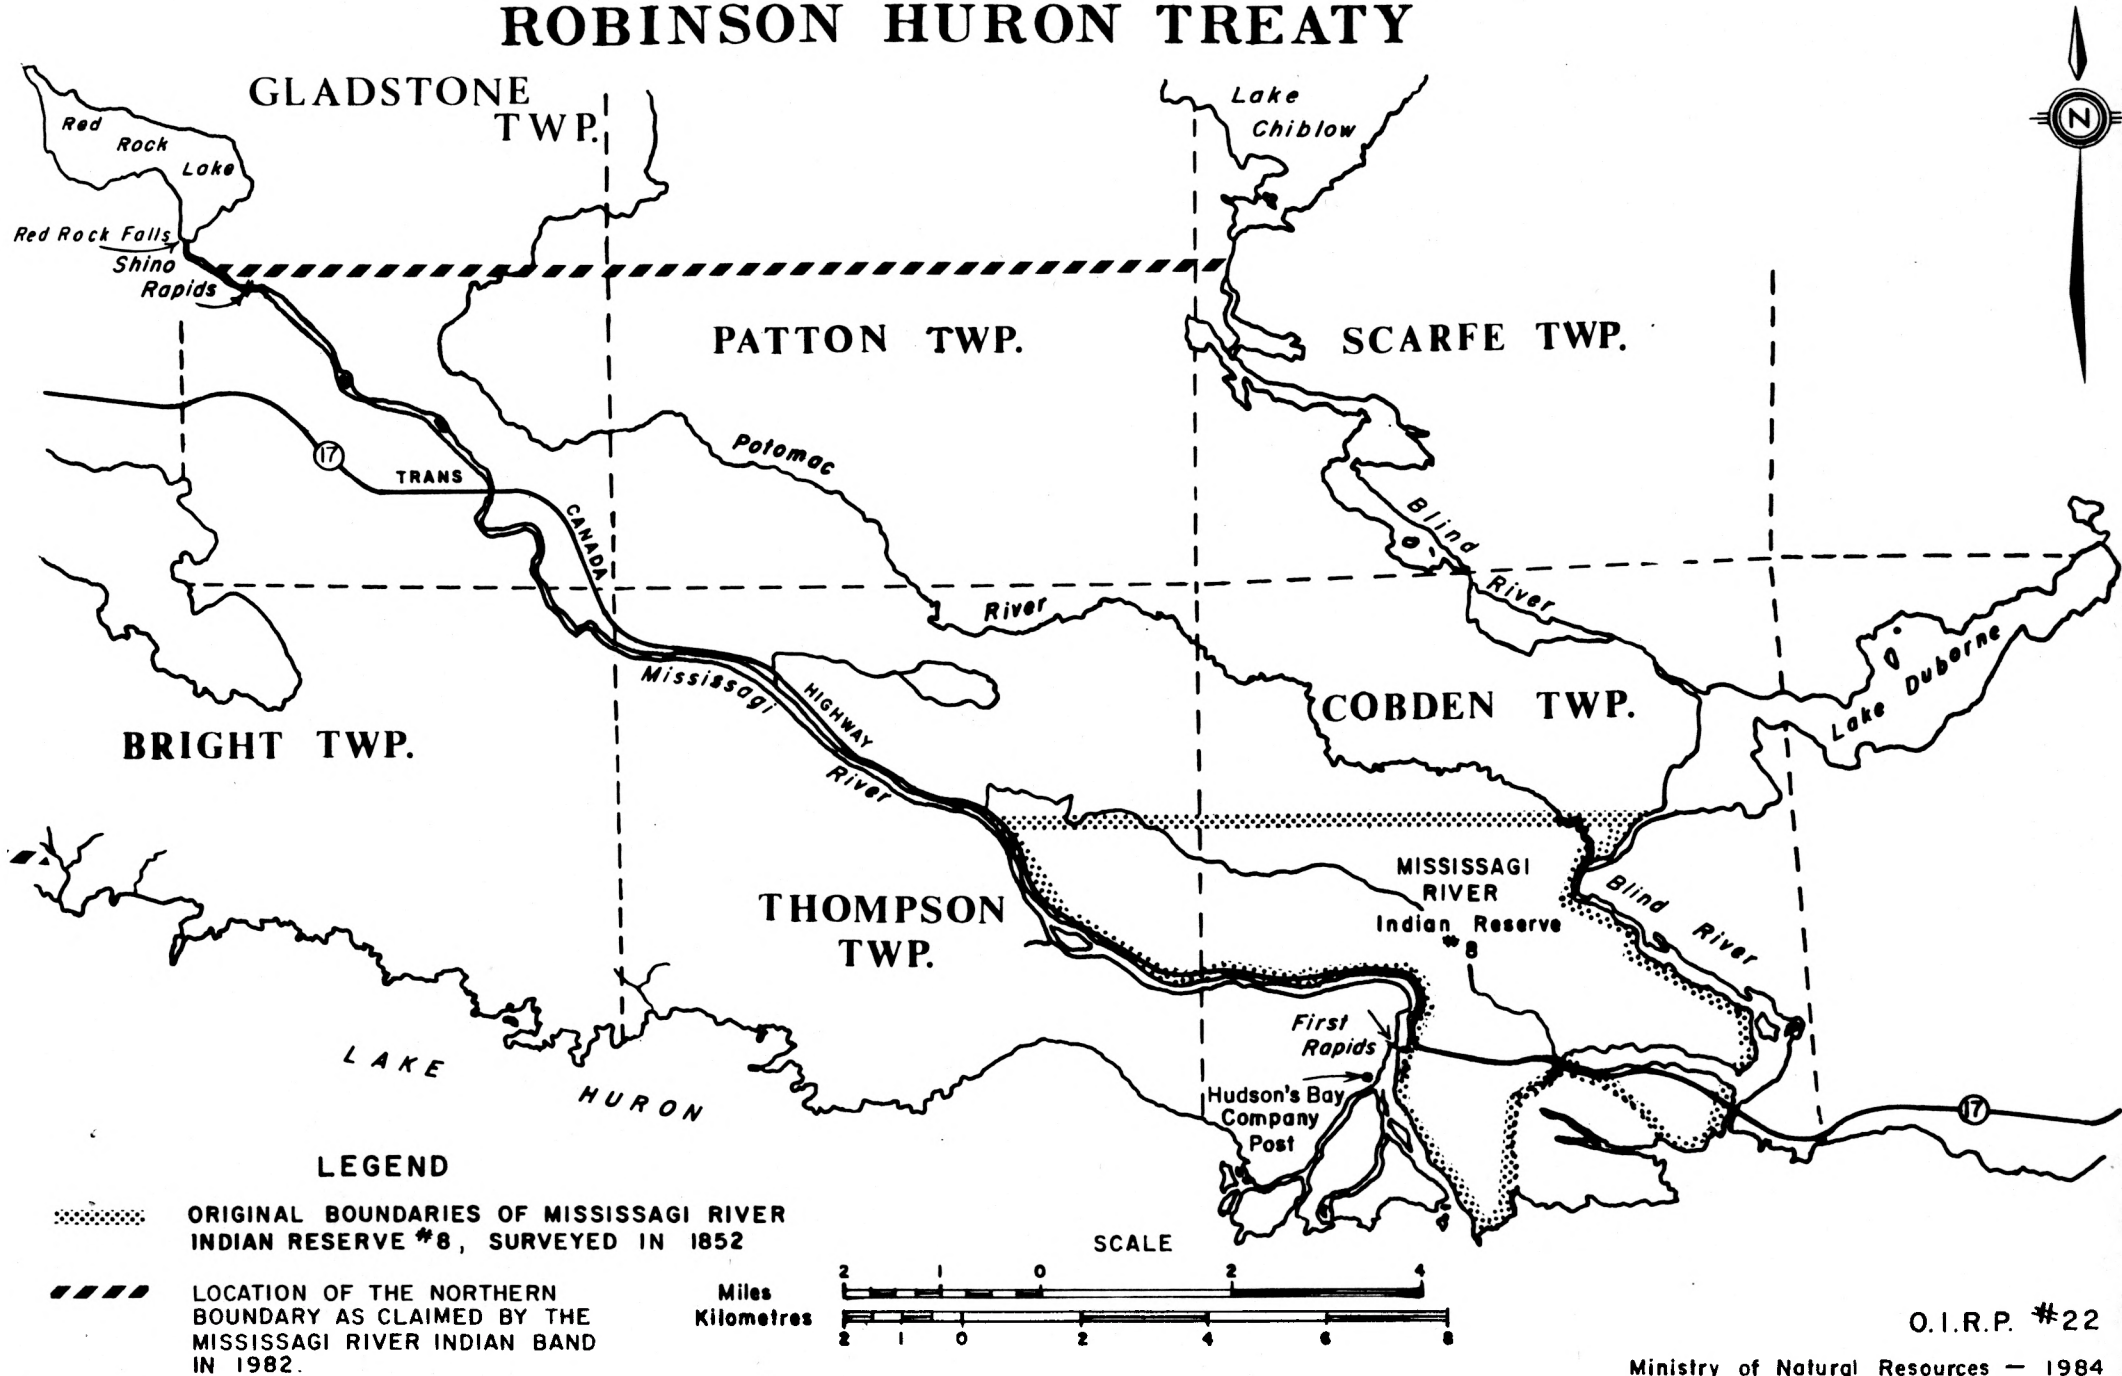 ROBINSON HURON TREATY
GLADSTONE
TWP.
Red
Rock
Lake
Lake
Chiblow
N
Red Rock Falls
Shino
Rapids
PATTON TWP.
SCARFE TWP.
Potomac
17
TRANS
CANADA
Blind
River
River
Mississagi
HIGHWAY
River
Lake Duborne
COBDEN TWP.
BRIGHT TWP.
MISSISSAGI
RIVER
Indian Reserve
#8
Blind River
THOMPSON
TWP.
First
Rapids
Hudson's Bay
Company
Post
LAKE
HURON
17
LEGEND
ORIGINAL BOUNDARIES OF MISSISSAGI RIVER
INDIAN RESERVE #8, SURVEYED IN 1852
LOCATION OF THE NORTHERN
BOUNDARY AS CLAIMED BY THE
MISSISSAGI RIVER INDIAN BAND
IN 1982.
SCALE
2 1 0 2 4
Miles
Kilometres
2 1 0 2 4 6 8
O.I.R.P. #22
Ministry of Natural Resources — 1984